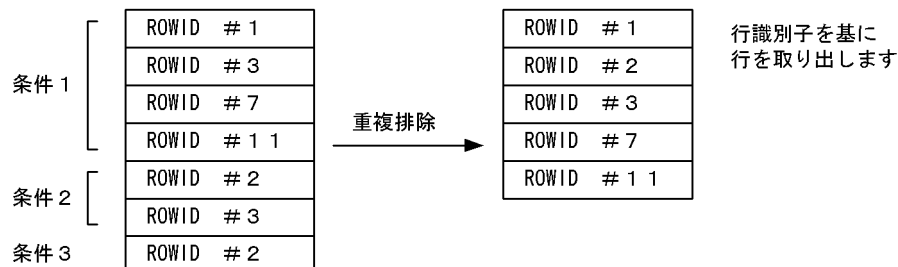 条件１
ROWID ＃１
ROWID ＃３
ROWID ＃７
ROWID ＃１１
条件２
ROWID ＃２
ROWID ＃３
条件３
ROWID ＃２
重複排除
ROWID ＃１
ROWID ＃２
ROWID ＃３
ROWID ＃７
ROWID ＃１１
行識別子を基に
行を取り出します